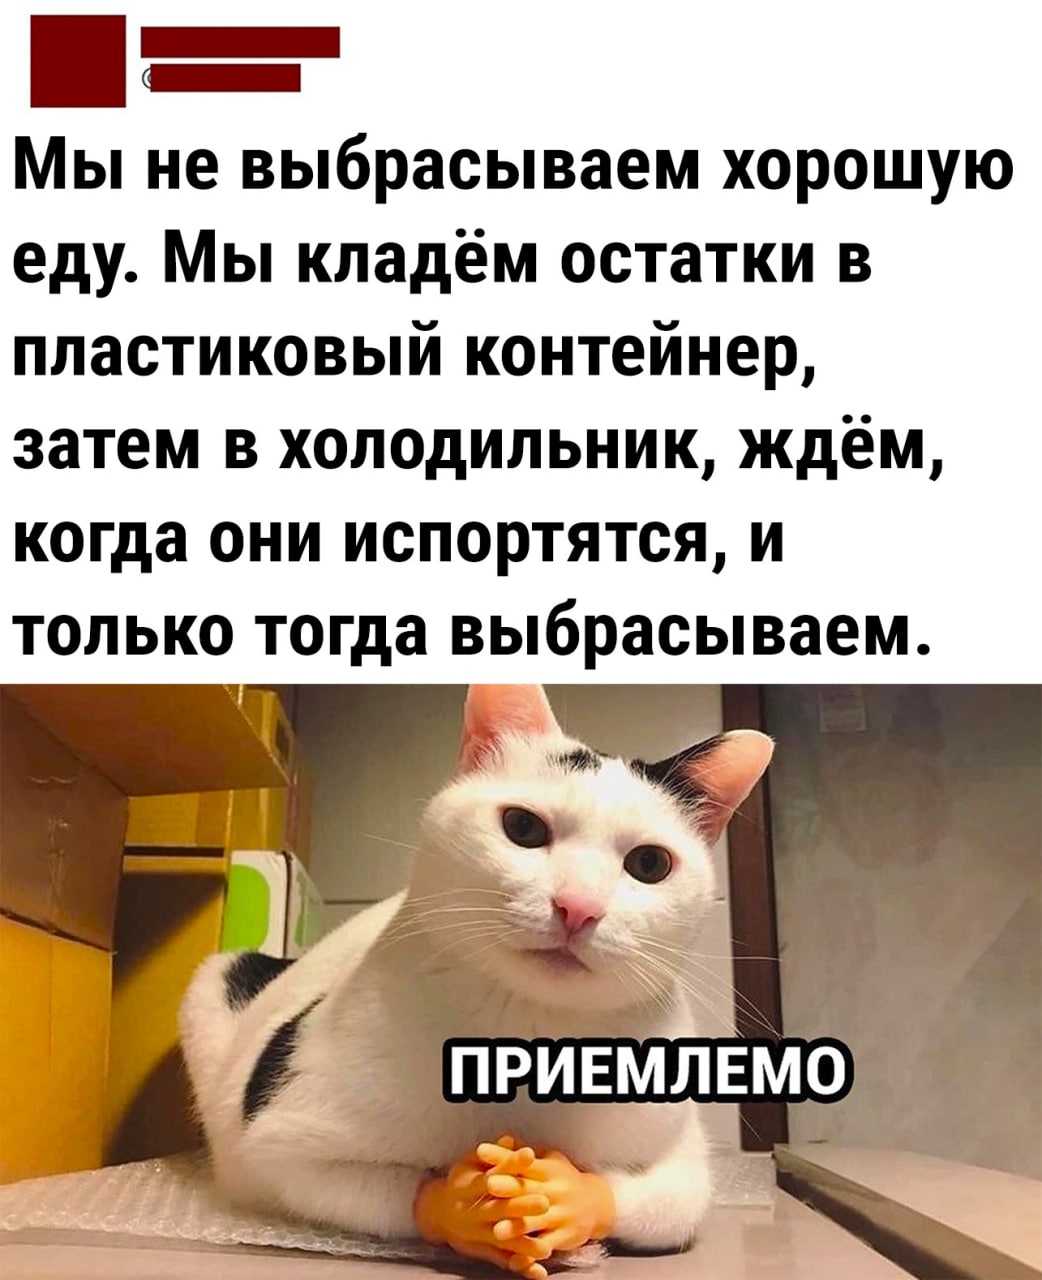 Мы не выбрасываем хорошую
еду. Мы кладём остатки в
пластиковый контейнер,
затем в холодильник, ждём,
когда они испортятся, и
только тогда выбрасываем.
ПРИЕМЛЕМО